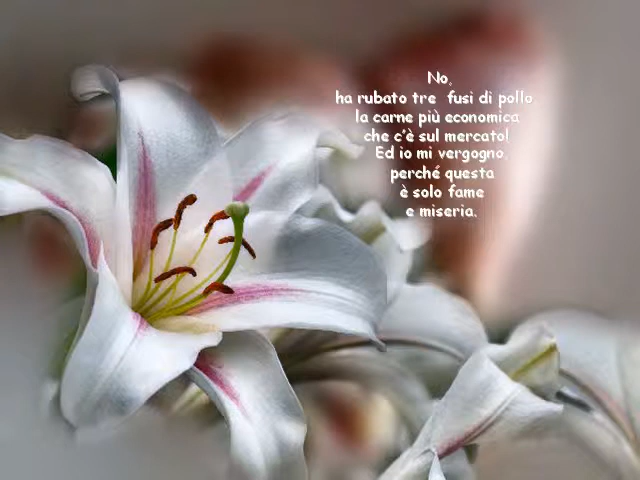 No,
ha rubato tre fusi di pollo
la carne più economica
che c'è sul mercato!
Ed io mi vergogno,
perché questa
è solo fame
e miseria.